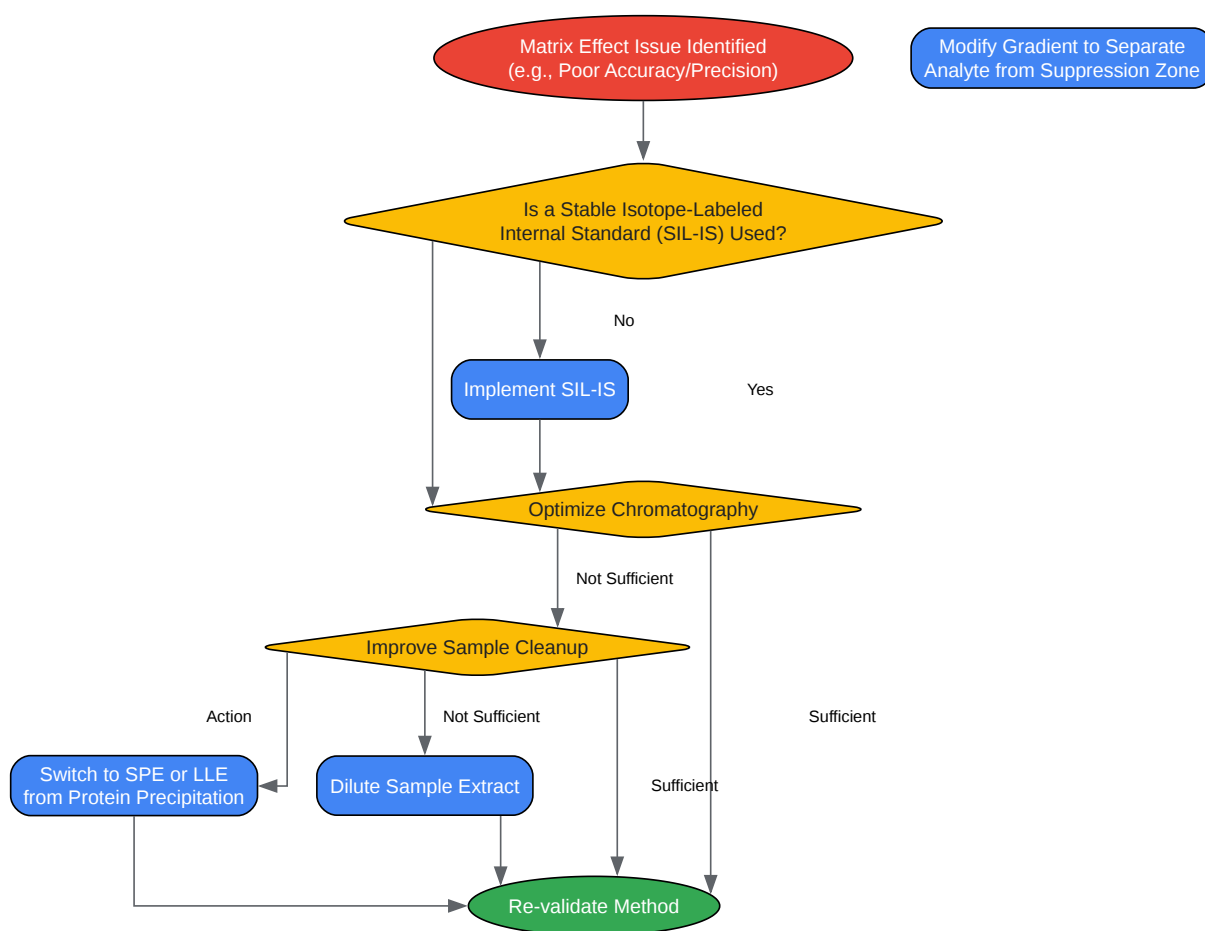 Matrix Effect Issue Identified
(e.g., Poor Accuracy/Precision)
Modify Gradient to Separate
Analyte from Suppression Zone
Is a Stable Isotope-Labeled
Internal Standard (SIL-IS) Used?
No
Implement SIL-IS
Yes
Optimize Chromatography
Not Sufficient
Improve Sample Cleanup
Action
Not Sufficient
Sufficient
Switch to SPE or LLE
from Protein Precipitation
Dilute Sample Extract
Sufficient
Re-validate Method